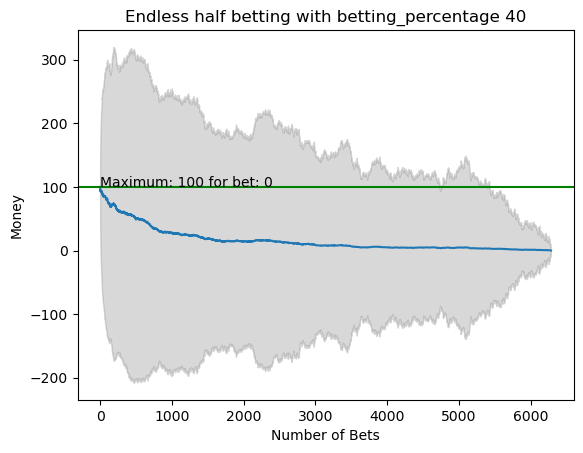 Endless half betting with betting_percentage 40
300
200
100
0
−100
−200
Money
Maximum: 100 for bet: 0
0 1000 2000 3000 4000 5000 6000
Number of Bets